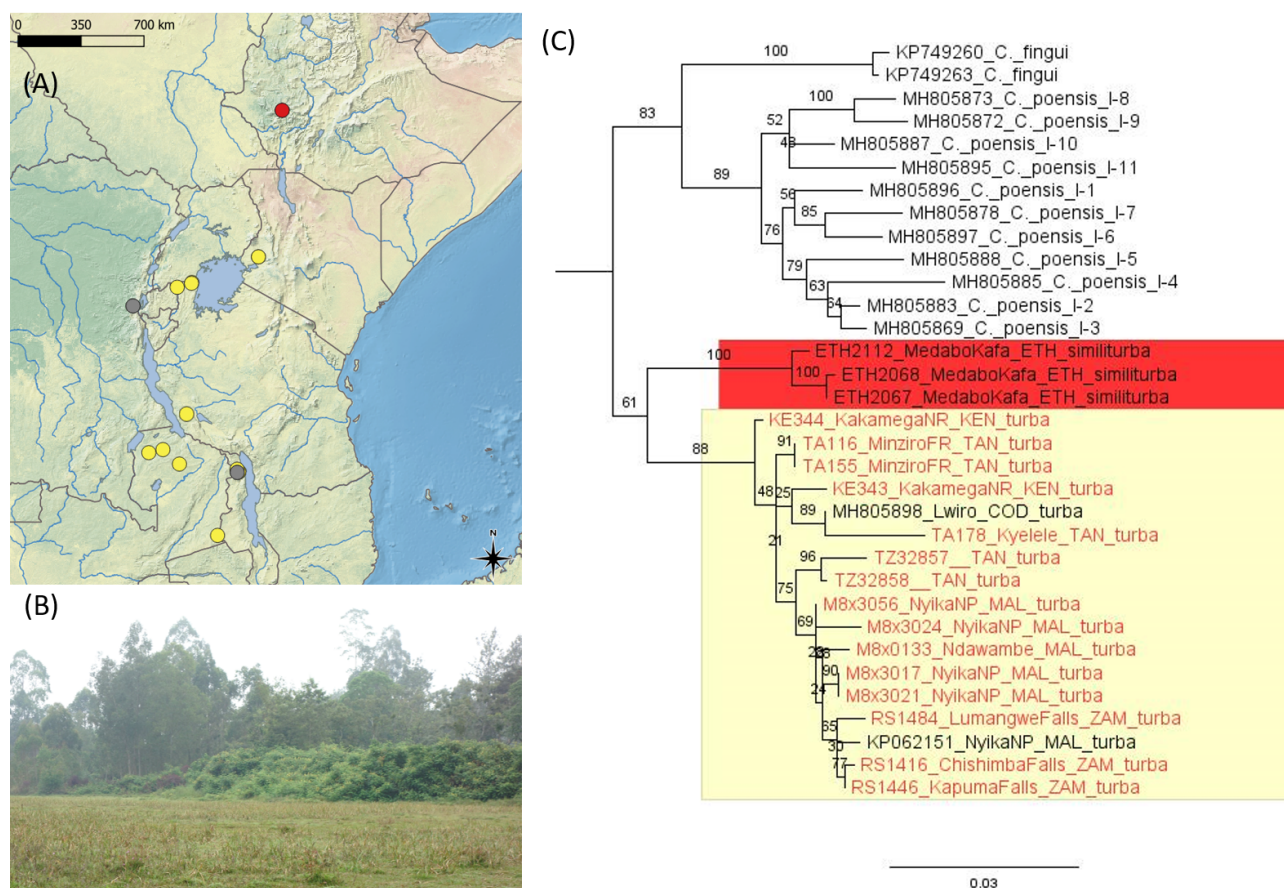 0 350 700 km
(A)
N
(B)
(C)
100
KP749260_C._fingui
KP749263_C._fingui
83
100
MH805873_C._poensis_I-8
52
MH805872_C._poensis_I-9
43
MH805887_C._poensis_I-10
MH805895_C._poensis_I-11
89
56
MH805896_C._poensis_I-1
85
MH805878_C._poensis_I-7
76
MH805897_C._poensis_I-6
79
MH805888_C._poensis_I-5
63
MH805885_C._poensis_I-4
64
MH805883_C._poensis_I-2
MH805869_C._poensis_I-3
100
ETH2112_MedaboKafa_ETH_similiturba
100
ETH2068_MedaboKafa_ETH_similiturba
ETH2067_MedaboKafa_ETH_similiturba
61
88
KE344_KakamegaNR_KEN_turba
91
TA116_MinziroFR_TAN_turba
TA155_MinziroFR_TAN_turba
48
25
KE343_KakamegaNR_KEN_turba
89
MH805898_Lwiro_COD_turba
TA178_Kyelele_TAN_turba
21
96
TZ32857__TAN_turba
75
TZ32858__TAN_turba
M8x3056_NyikaNP_MAL_turba
69
M8x3024_NyikaNP_MAL_turba
M8x0133_Ndawambe_MAL_turba
90
M8x3017_NyikaNP_MAL_turba
24
M8x3021_NyikaNP_MAL_turba
65
RS1484_LumangweFalls_ZAM_turba
30
KP062151_NyikaNP_MAL_turba
77
RS1416_ChishimbaFalls_ZAM_turba
RS1446_KapumaFalls_ZAM_turba
0.03